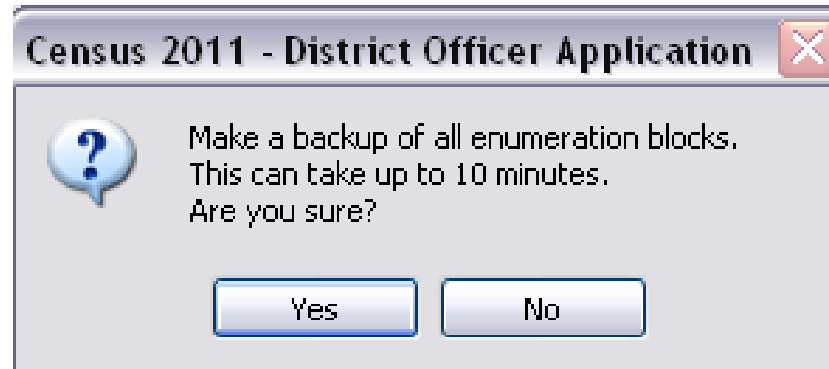 Census 2011 - District Officer Application
Make a backup of all enumeration blocks.
This can take up to 10 minutes.
Are you sure?
Yes No